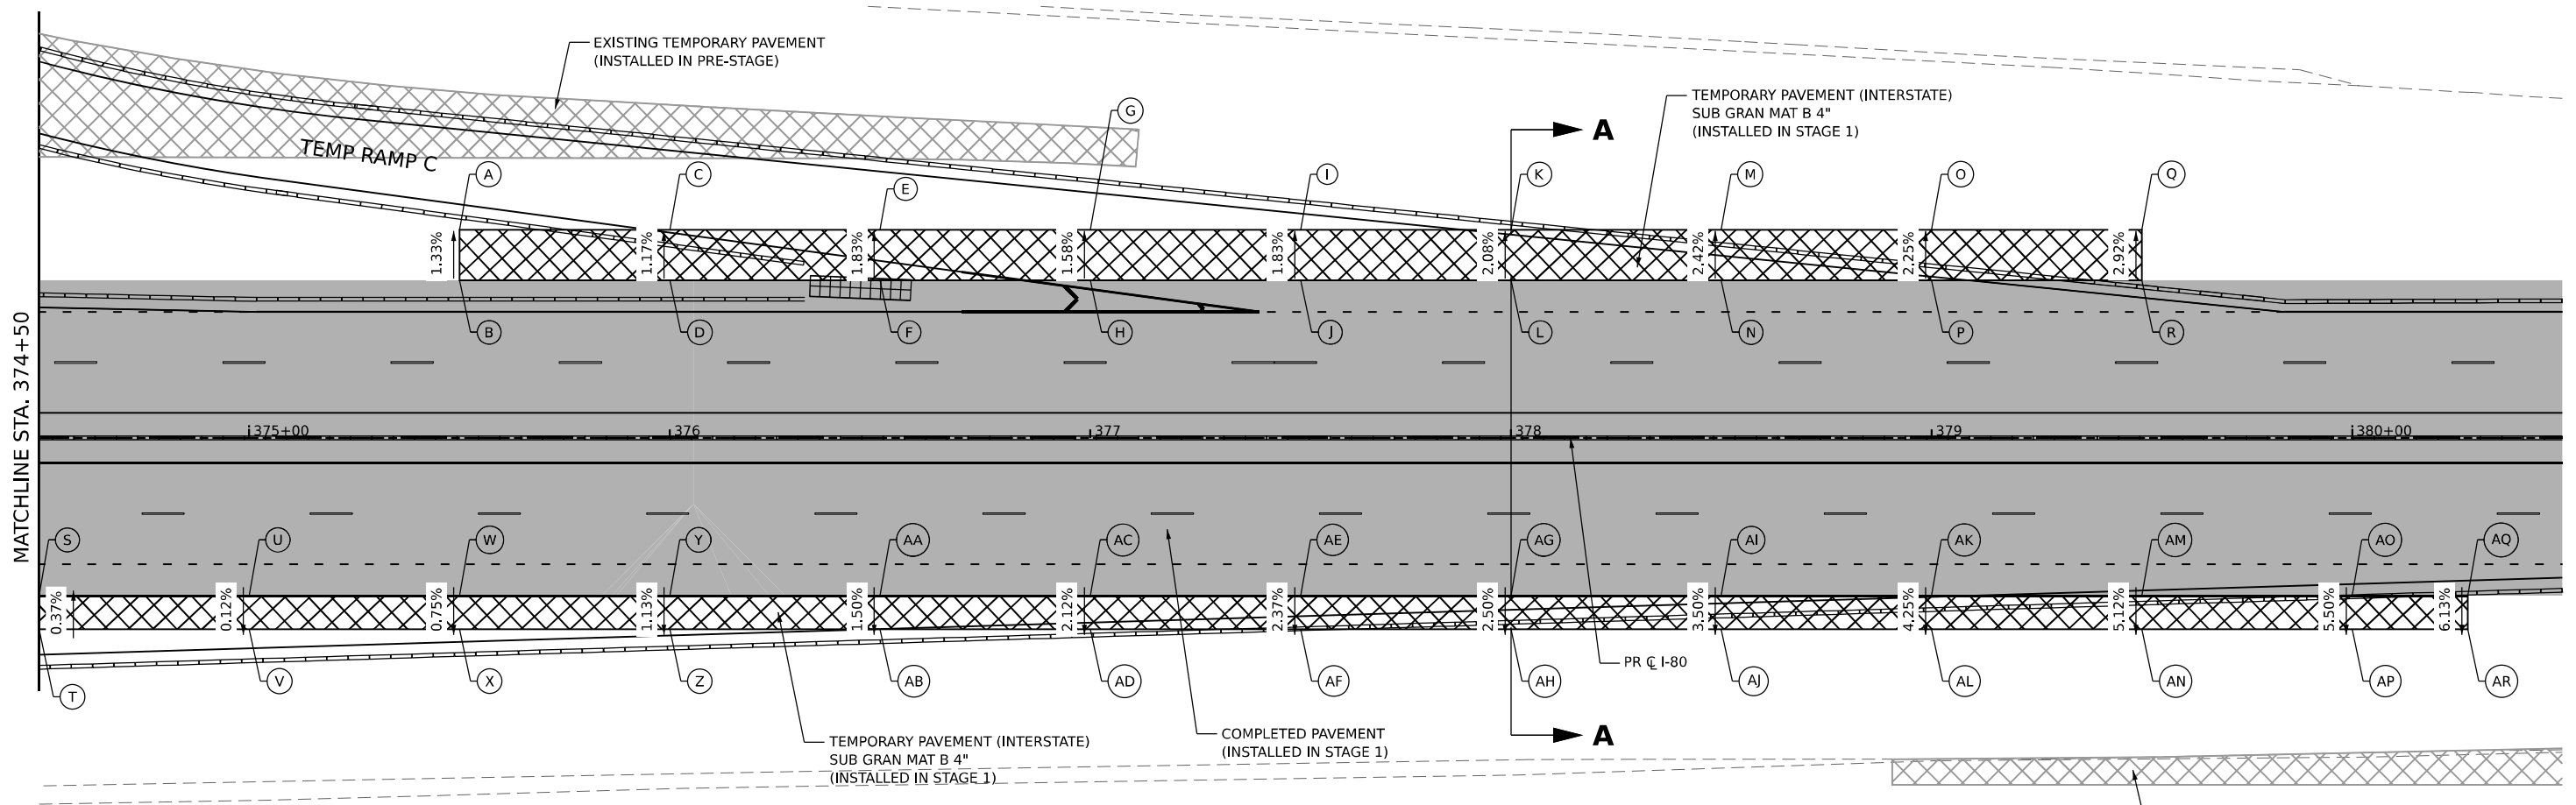 EXISTING TEMPORARY PAVEMENT
(INSTALLED IN PRE-STAGE)
TEMPORARY PAVEMENT (INTERSTATE)
SUB GRAN MAT B 4"
(INSTALLED IN STAGE 1)
TEMP RAMP C
A
A C E G I K M O Q
1.33% 1.17% 1.83% 1.58% 1.83% 2.08% 2.42% 2.25% 2.92%
B D F H J L N P R
MATCHLINE STA. 374+50
375+00 376 377 378 379 380+00
S U W Y AA AC AE AG AI AK AM AO AQ
0.37% 0.12% 0.75% 1.13% 1.50% 2.12% 2.37% 2.50% 3.50% 4.25% 5.12% 5.50% 6.13%
T V X Z AB AD AF AH AJ AL AN AP AR
PR ℄ I-80
TEMPORARY PAVEMENT (INTERSTATE)
SUB GRAN MAT B 4"
(INSTALLED IN STAGE 1)
COMPLETED PAVEMENT
(INSTALLED IN STAGE 1)
A